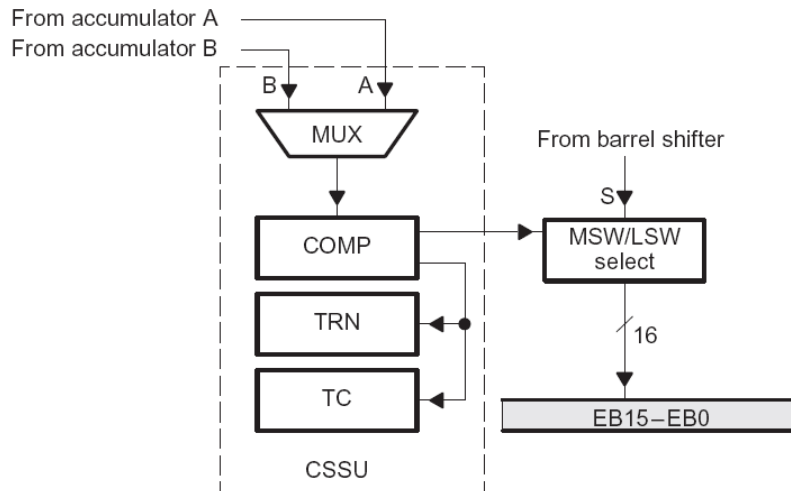 From accumulator A
From accumulator B
B
A
MUX
From barrel shifter
S
COMP
MSW/LSW
select
TRN
16
TC
EB15–EB0
CSSU